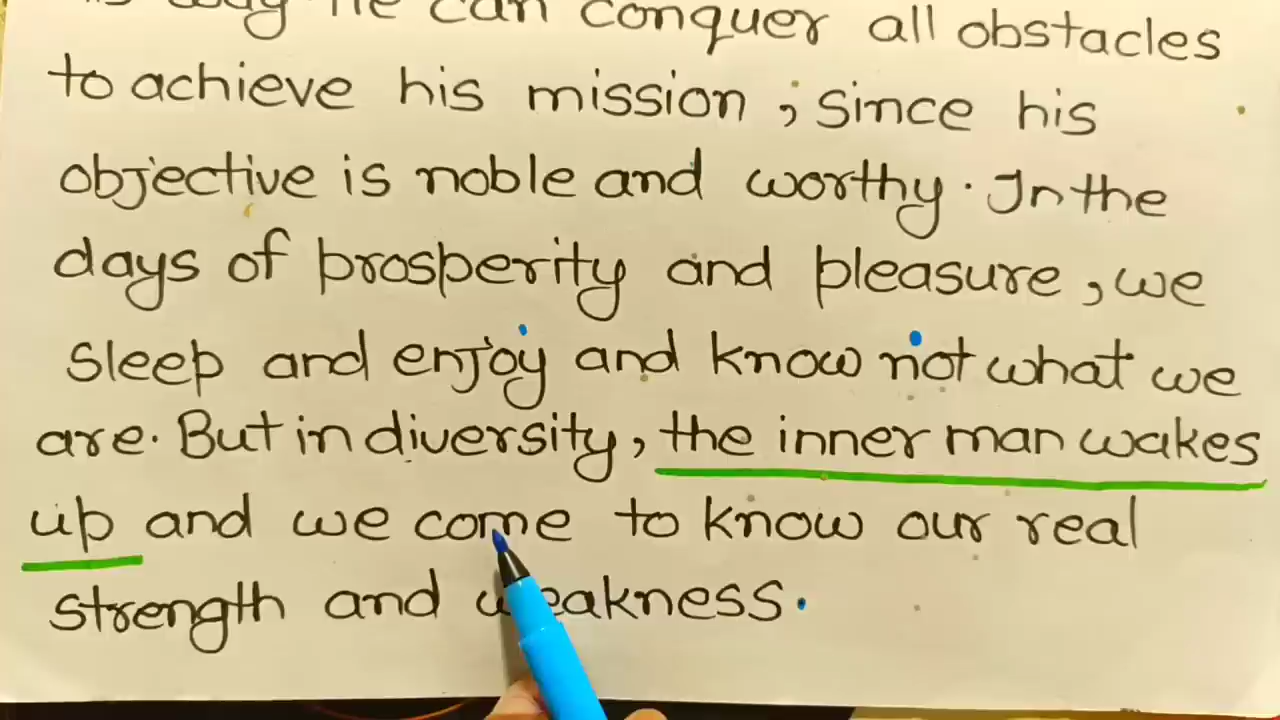 way he can conquer all obstacles
to achieve his mission ; since his
objective is noble and worthy. In the
days of prosperity and pleasure, we
sleep and enjoy and know not what we
are. But in diversity, the inner man wakes
up and we come to know our real
strength and weakness.